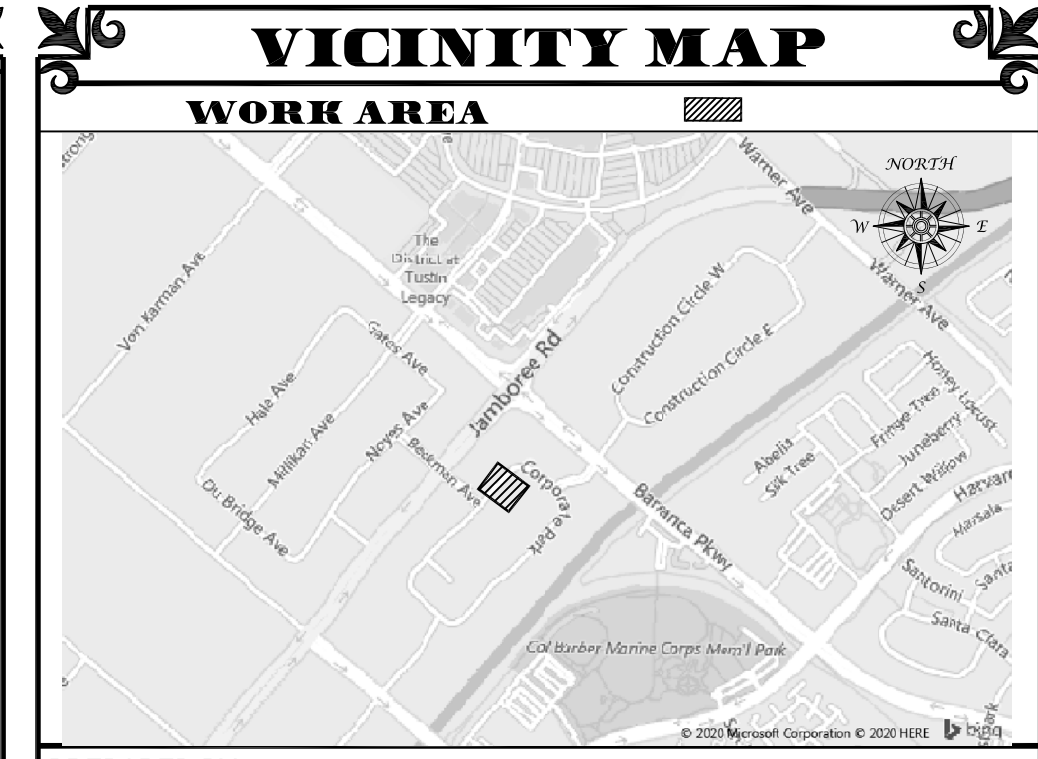 VICINITY MAP
WORK AREA
NORTH
W
E
S
Warner Ave
Warner Ave
Von Karman Ave
The
District at
Tustin
Legacy
Gates Ave
Jamboree Rd
Construction Circle W
Construction Circle E
Hale Ave
Millikan Ave
Noyes Ave
Beckman Ave
Du Bridge Ave
Corporate Park
Barranca Pkwy
Honey Locust
Fringe Tree
Juneberry
Desert Willow
Abelia
Silk Tree
Harvard
Marsala
Santorini
Santa
Santa Clara
Col Barber Marine Corps Mem'l Park
© 2020 Microsoft Corporation © 2020 HERE
bing